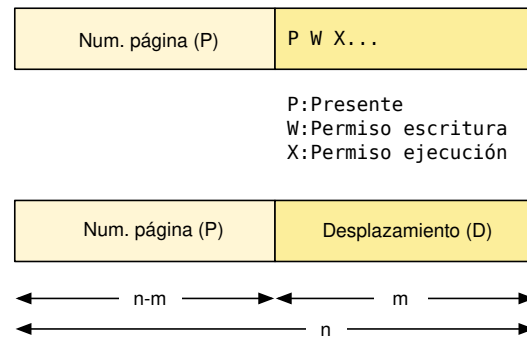 Num. página (P) P W X...
P:Presente
W:Permiso escritura
X:Permiso ejecución
Num. página (P) Desplazamiento (D)
n-m m
n